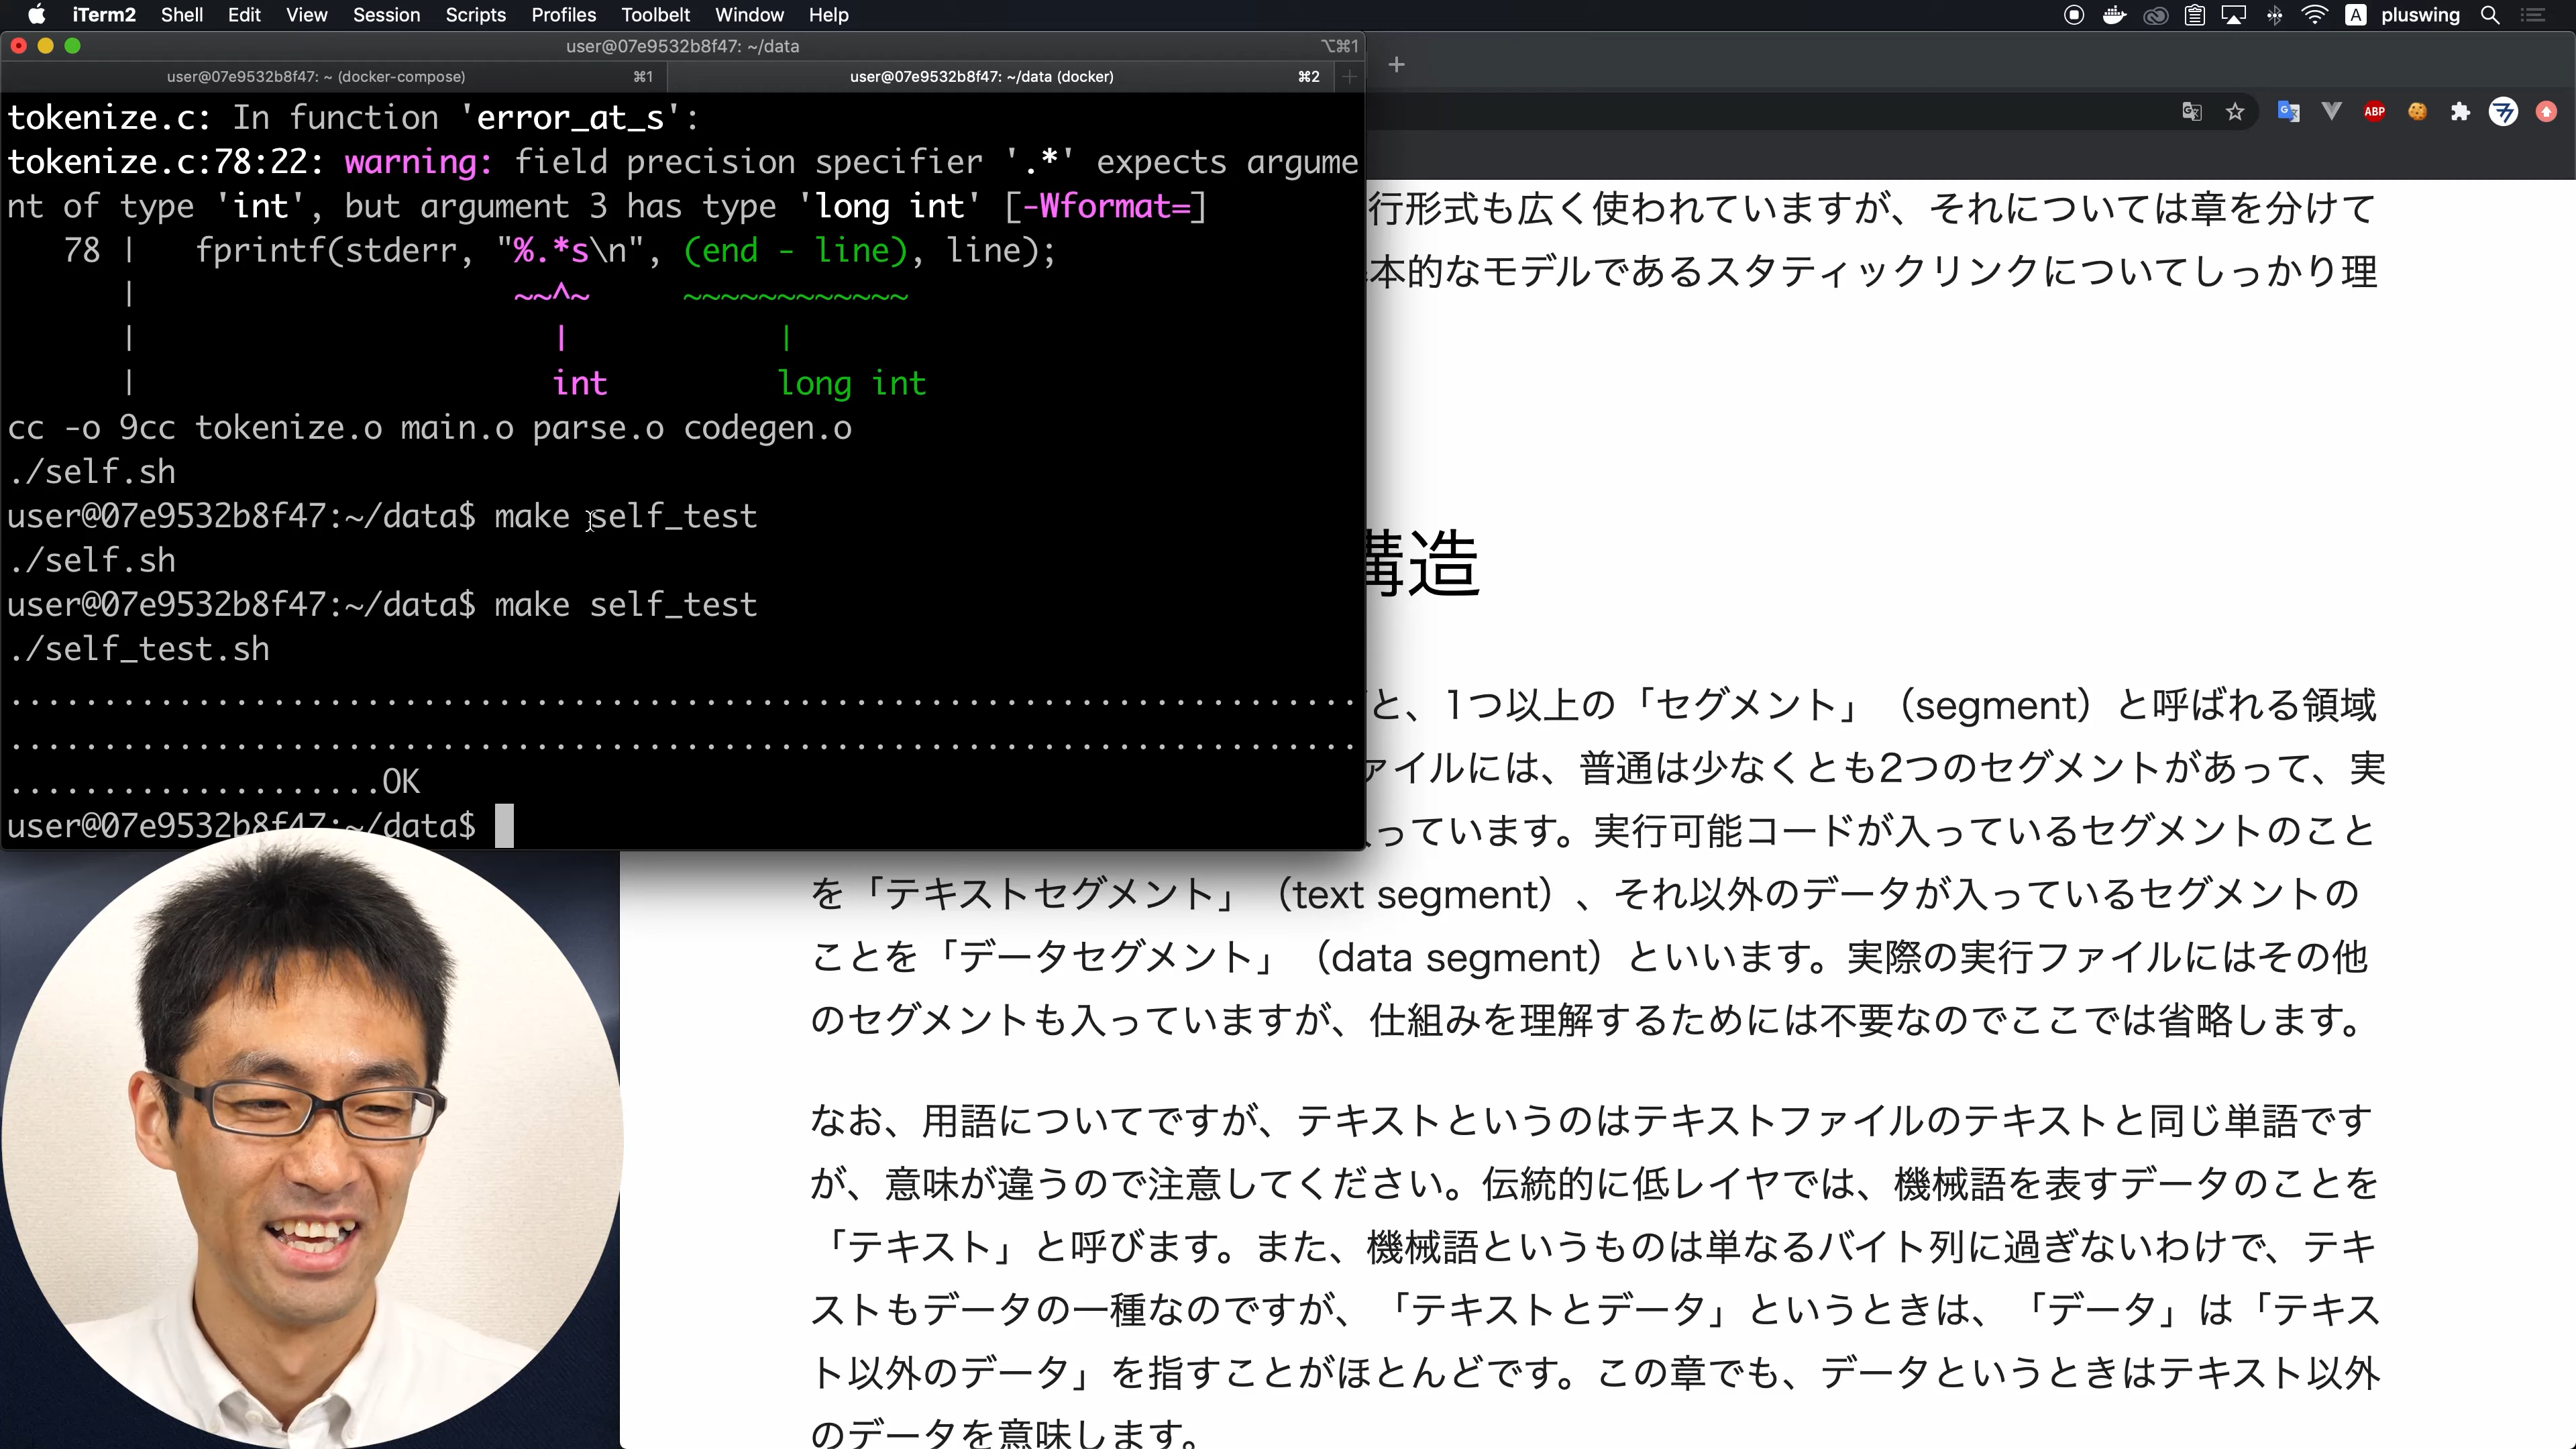 iTerm2 Shell Edit View Session Scripts Profiles Toolbelt Window Help A pluswing
user@07e9532b8f47: ~/data ⌥⌘1
user@07e9532b8f47: ~ (docker-compose) ⌘1 user@07e9532b8f47: ~/data (docker) ⌘2
ABP
tokenize.c: In function 'error_at_s':
tokenize.c:78:22: warning: field precision specifier '.*' expects argume
nt of type 'int', but argument 3 has type 'long int' [-Wformat=]
78 | fprintf(stderr, "%.*s\n", (end - line), line);
| ~~^~ ~~~~~~~~~~~~
| | |
| int long int
cc -o 9cc tokenize.o main.o parse.o codegen.o
./self.sh
user@07e9532b8f47:~/data$ make self_test
./self.sh
user@07e9532b8f47:~/data$ make self_test
./self_test.sh
........................................................................
........................................................................
....................OK
user@07e9532b8f47:~/data$
行形式も広く使われていますが、それについては章を分けて
本的なモデルであるスタティックリンクについてしっかり理
構造
と、1つ以上の「セグメント」（segment）と呼ばれる領域
ァイルには、普通は少なくとも2つのセグメントがあって、実
っています。実行可能コードが入っているセグメントのこと
を「テキストセグメント」（text segment）、それ以外のデータが入っているセグメントの
ことを「データセグメント」（data segment）といいます。実際の実行ファイルにはその他
のセグメントも入っていますが、仕組みを理解するためには不要なのでここでは省略します。
なお、用語についてですが、テキストというのはテキストファイルのテキストと同じ単語です
が、意味が違うので注意してください。伝統的に低レイヤでは、機械語を表すデータのことを
「テキスト」と呼びます。また、機械語というものは単なるバイト列に過ぎないわけで、テキ
ストもデータの一種なのですが、「テキストとデータ」というときは、「データ」は「テキス
ト以外のデータ」を指すことがほとんどです。この章でも、データというときはテキスト以外
のデータを意味します。